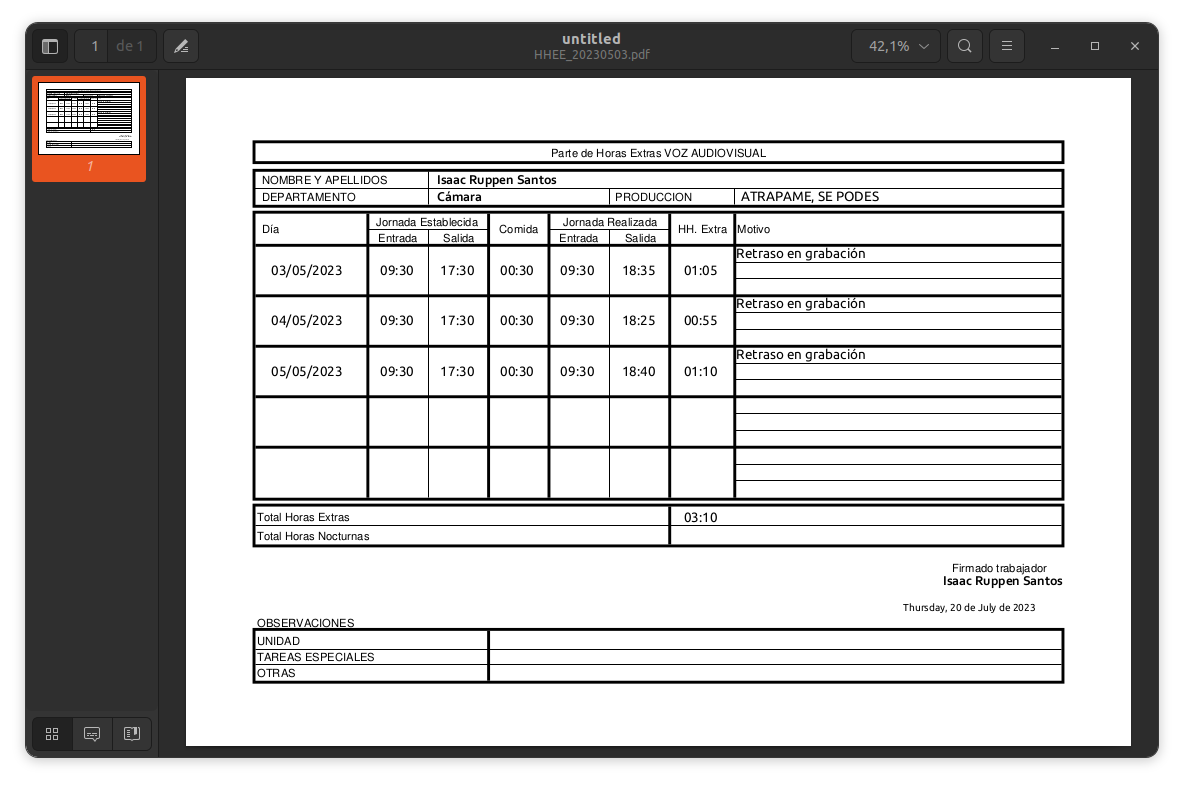 untitled
HHEE_20230503.pdf
1 de 1
42,1%
1
Parte de Horas Extras VOZ AUDIOVISUAL
NOMBRE Y APELLIDOS Isaac Ruppen Santos
DEPARTAMENTO Cámara PRODUCCION ATRAPAME, SE PODES
Día Jornada Establecida Comida Jornada Realizada HH. Extra Motivo
Entrada Salida Entrada Salida
03/05/2023 09:30 17:30 00:30 09:30 18:35 01:05 Retraso en grabación
04/05/2023 09:30 17:30 00:30 09:30 18:25 00:55 Retraso en grabación
05/05/2023 09:30 17:30 00:30 09:30 18:40 01:10 Retraso en grabación
Total Horas Extras 03:10
Total Horas Nocturnas
Firmado trabajador
Isaac Ruppen Santos
Thursday, 20 de July de 2023
OBSERVACIONES
UNIDAD
TAREAS ESPECIALES
OTRAS